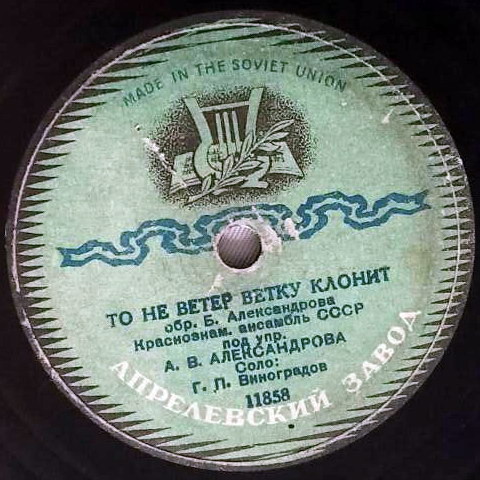 MADE IN THE SOVIET UNION
ТО НЕ ВЕТЕР ВЕТКУ КЛОНИТ
обр. Б. Александрова
Краснознам. ансамбль СССР
под упр.
А. В. АЛЕКСАНДРОВА
Соло:
Г. П. Виноградов
11858
АПРЕЛЕВСКИЙ ЗАВОД